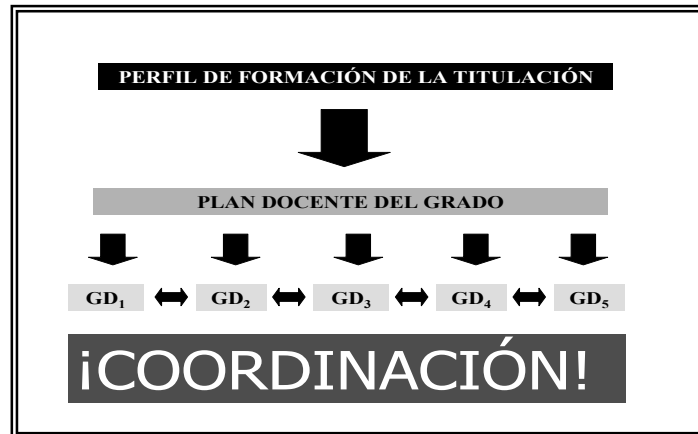 PERFIL DE FORMACIÓN DE LA TITULACIÓN
PLAN DOCENTE DEL GRADO
GD₁ GD₂ GD₃ GD₄ GD₅
¡COORDINACIÓN!